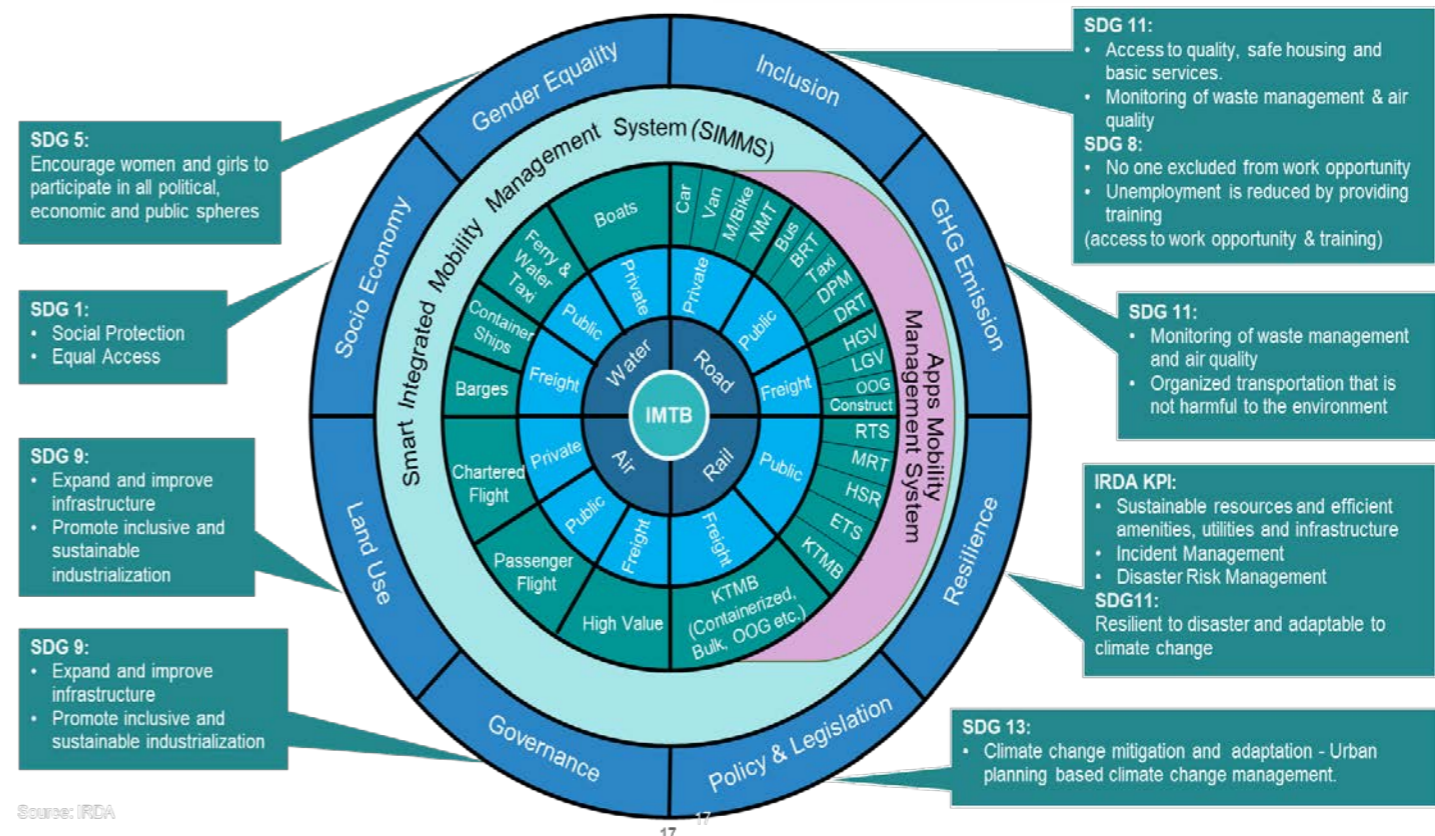 Gender Equality
Inclusion
GHG Emission
Resilience
Policy & Legislation
Governance
Land Use
Socio Economy
Smart Integrated Mobility Management System (SIMMS)
Apps Mobility
Management System
IMTB
Water
Road
Rail
Air
Private
Public
Freight
Private
Public
Freight
Public
Freight
Freight
Public
Private
Boats
Ferry &
Water
Taxi
Container
Ships
Barges
Car
Van
M/Bike
NMT
Bus
BRT
Taxi
DPM
DRT
HGV
LGV
OOG
Construct
RTS
MRT
HSR
ETS
KTMB
KTMB
(Containerized,
Bulk, OOG etc.)
High Value
Passenger
Flight
Chartered
Flight
SDG 5:
Encourage women and girls to
participate in all political,
economic and public spheres
SDG 1:
• Social Protection
• Equal Access
SDG 9:
• Expand and improve
infrastructure
• Promote inclusive and
sustainable
industrialization
SDG 9:
• Expand and improve
infrastructure
• Promote inclusive and
sustainable industrialization
SDG 11:
• Access to quality, safe housing and
basic services.
• Monitoring of waste management & air
quality
SDG 8:
• No one excluded from work opportunity
• Unemployment is reduced by providing
training
(access to work opportunity & training)
SDG 11:
• Monitoring of waste management
and air quality
• Organized transportation that is
not harmful to the environment
IRDA KPI:
• Sustainable resources and efficient
amenities, utilities and infrastructure
• Incident Management
• Disaster Risk Management
SDG11:
Resilient to disaster and adaptable to
climate change
SDG 13:
• Climate change mitigation and adaptation - Urban
planning based climate change management.
Source: IRDA
17
17